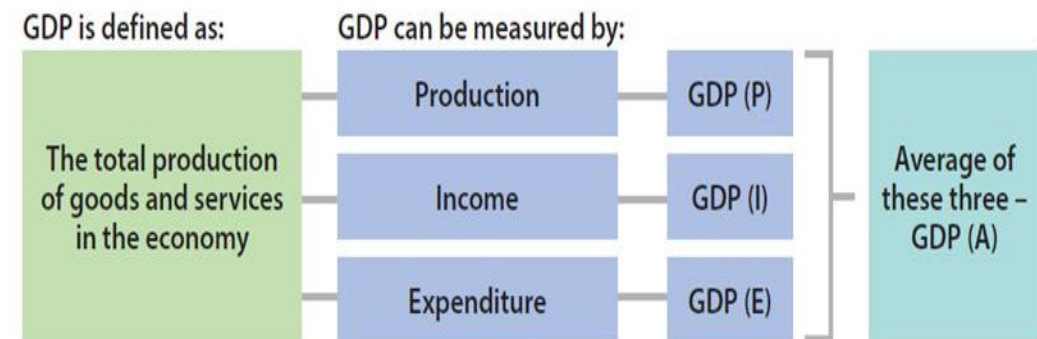 GDP is defined as:
GDP can be measured by:
The total production
of goods and services
in the economy
Production
GDP (P)
Income
GDP (I)
Expenditure
GDP (E)
Average of
these three –
GDP (A)